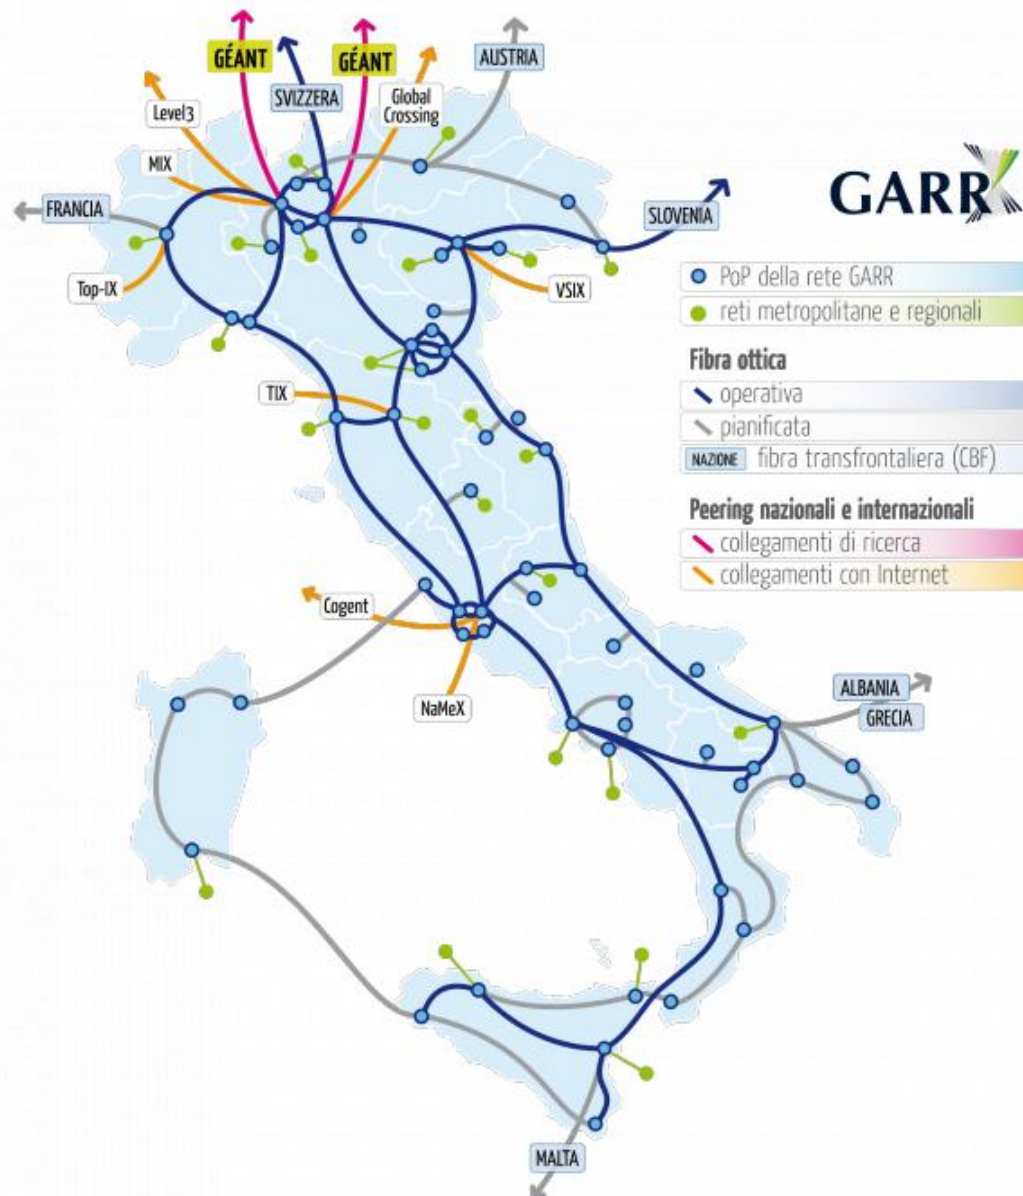 GÉANT
GÉANT
AUSTRIA
SVIZZERA
Global
Crossing
Level3
MIX
FRANCIA
SLOVENIA
GARR
Top-IX
VSIX
PoP della rete GARR
reti metropolitane e regionali
Fibra ottica
operativa
pianificata
NAZIONE fibra transfrontaliera (CBF)
Peering nazionali e internazionali
collegamenti di ricerca
collegamenti con Internet
TIX
Cogent
NaMeX
ALBANIA
GRECIA
MALTA